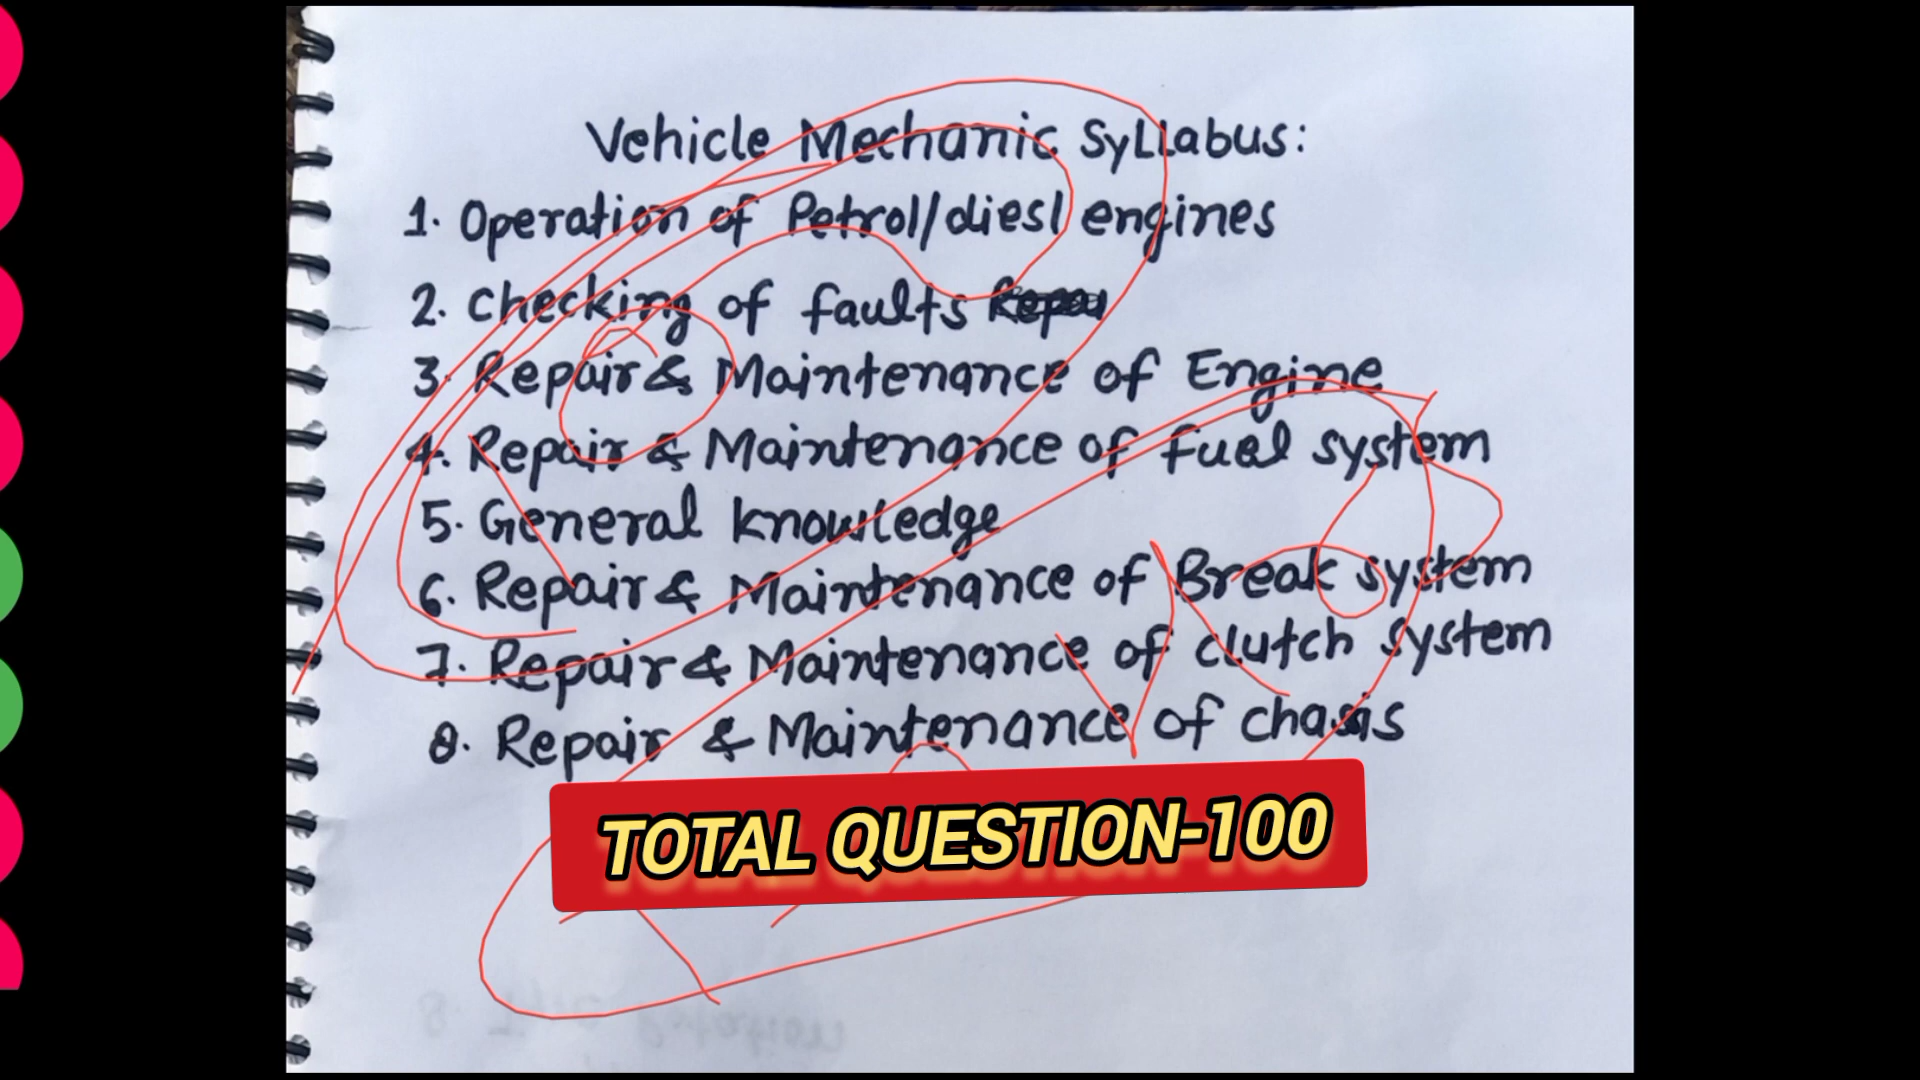 Vehicle Mechanic Syllabus:
1. Operation of Petrol/diesl engines
2. Checking of faults
3. Repair & Maintenance of Engine
4. Repair & Maintenance of fuel system
5. General knowledge
6. Repair & Maintenance of Break system
7. Repair & Maintenance of clutch system
8. Repair & Maintenance of chasis
TOTAL QUESTION-100